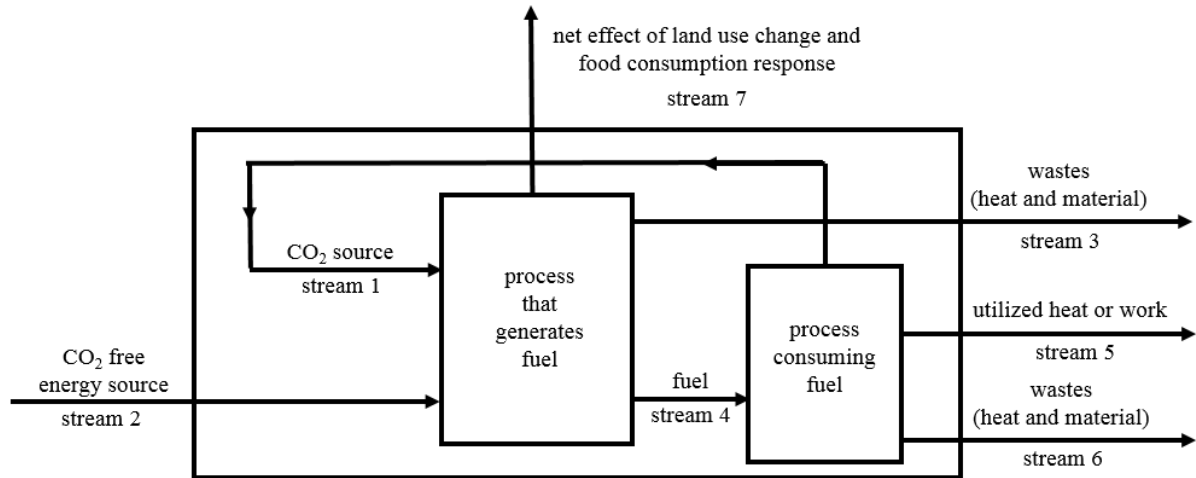 net effect of land use change and
food consumption response
stream 7
wastes
(heat and material)
stream 3
CO₂ source
stream 1
process
that
generates
fuel
process
consuming
fuel
utilized heat or work
stream 5
CO₂ free
energy source
stream 2
fuel
stream 4
wastes
(heat and material)
stream 6